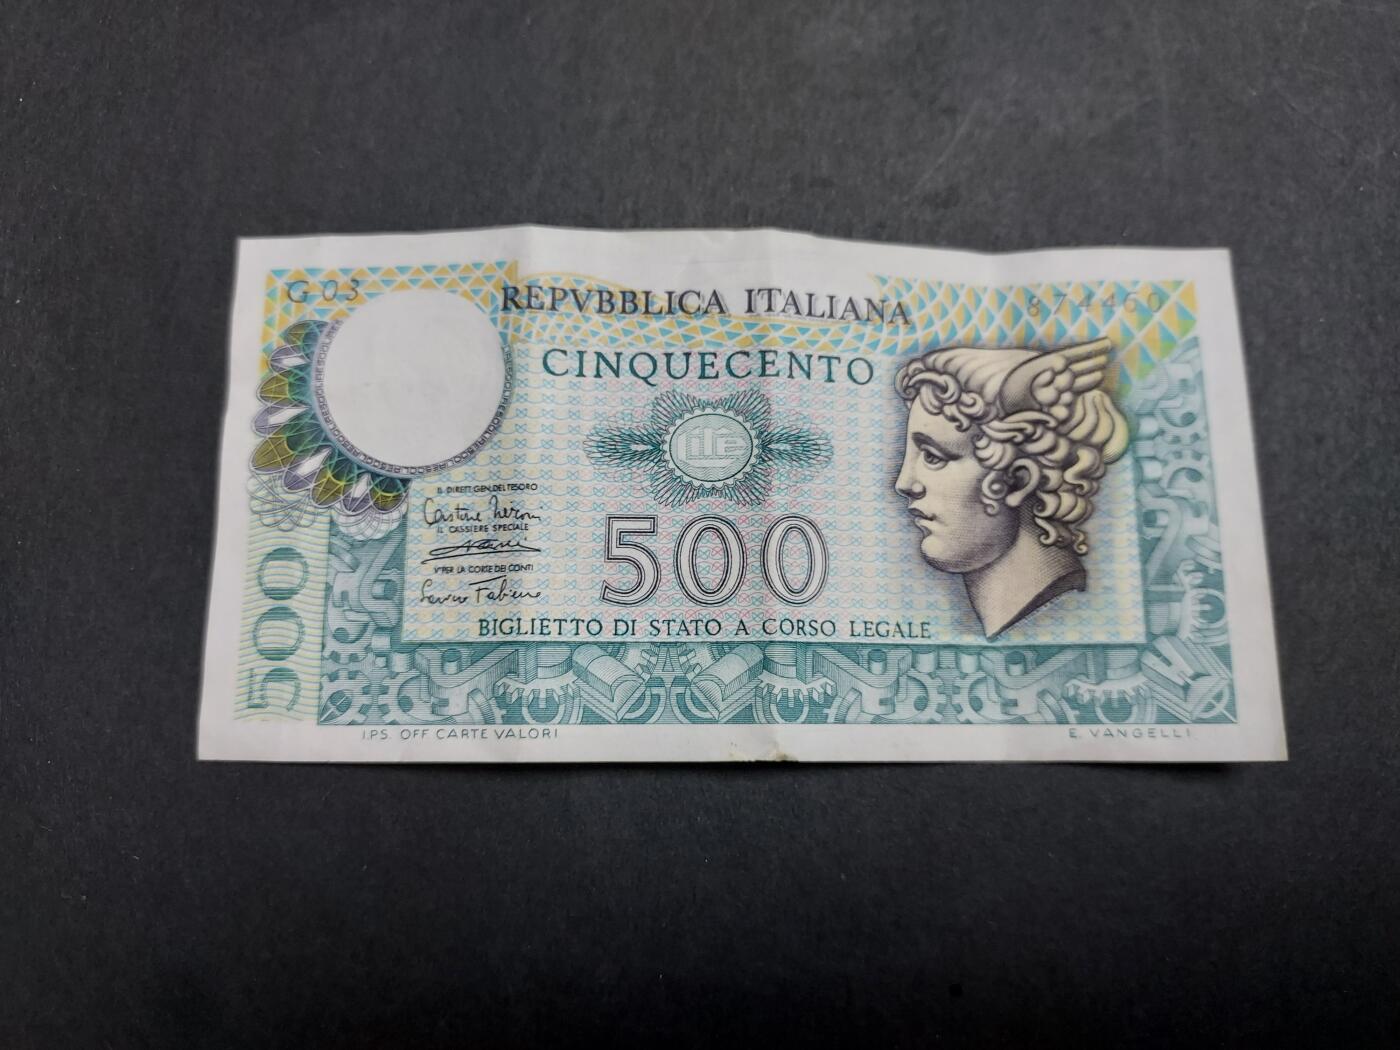 G 03
REPVBBLICA ITALIANA
874460
CINQUECENTO
lire
IL DIRETT. GEN. DEL TESORO
IL CASSIERE SPECIALE
Vº PER LA CORTE DEI CONTI
500
500
BIGLIETTO DI STATO A CORSO LEGALE
I.P.S. OFF. CARTE VALORI
E. VANGELLI